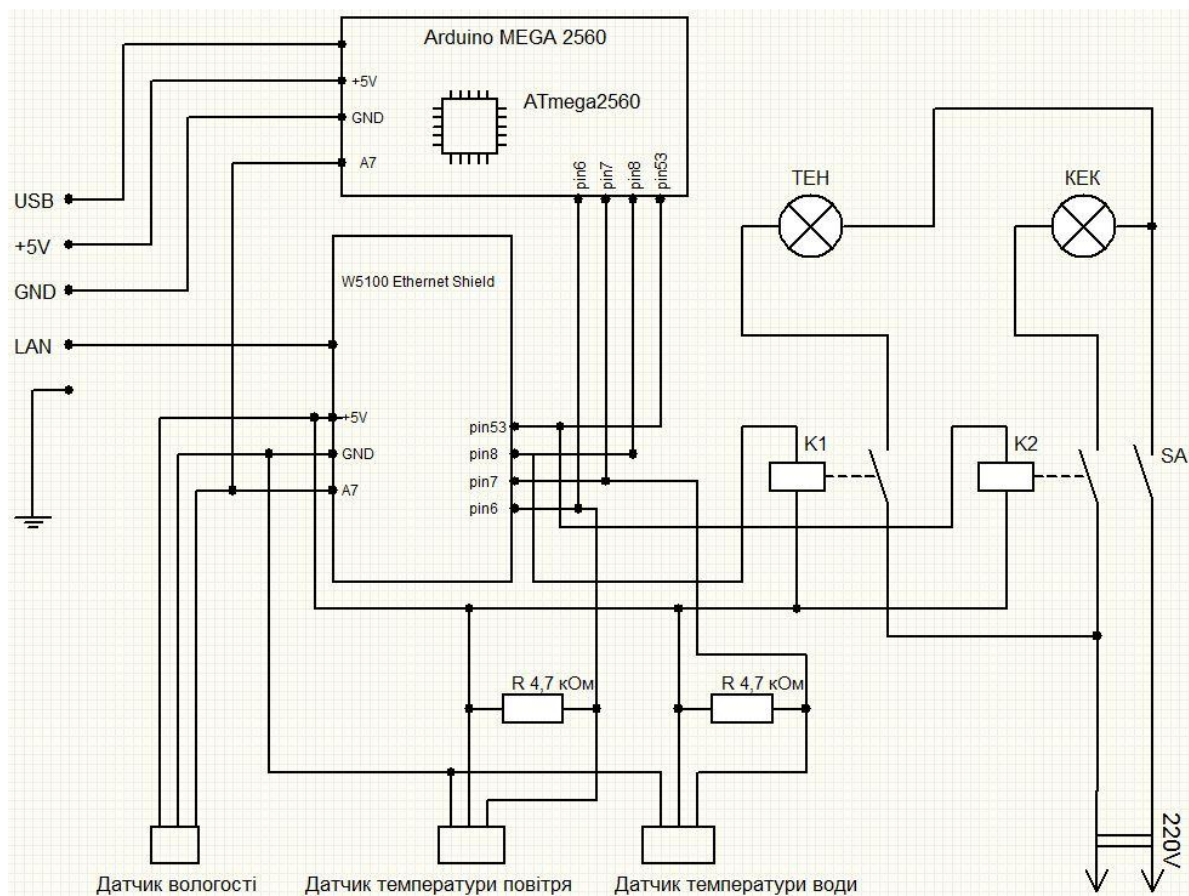 Arduino MEGA 2560
+5V
ATmega2560
GND
A7
pin6
pin7
pin8
pin53
USB
+5V
GND
LAN
ТЕН
КЕК
W5100 Ethernet Shield
+5V
GND
A7
pin53
pin8
pin7
pin6
K1
K2
SA
R 4,7 кОм
R 4,7 кОм
220V
Датчик вологості
Датчик температури повітря
Датчик температури води